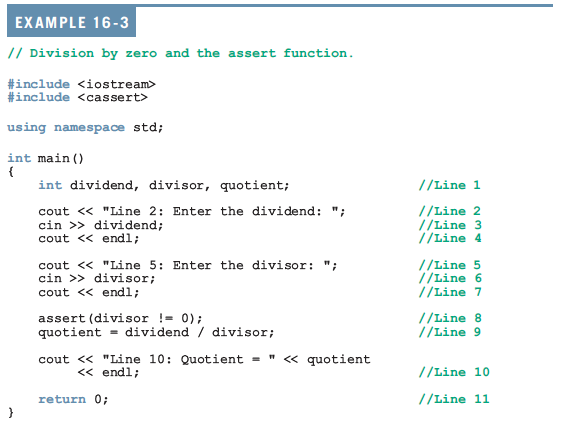 EXAMPLE 16-3
// Division by zero and the assert function.
#include <iostream>
#include <cassert>
using namespace std;
int main()
{
int dividend, divisor, quotient; //Line 1
cout << "Line 2: Enter the dividend: "; //Line 2
cin >> dividend; //Line 3
cout << endl; //Line 4
cout << "Line 5: Enter the divisor: "; //Line 5
cin >> divisor; //Line 6
cout << endl; //Line 7
assert(divisor != 0); //Line 8
quotient = dividend / divisor; //Line 9
cout << "Line 10: Quotient = " << quotient
<< endl; //Line 10
return 0; //Line 11
}